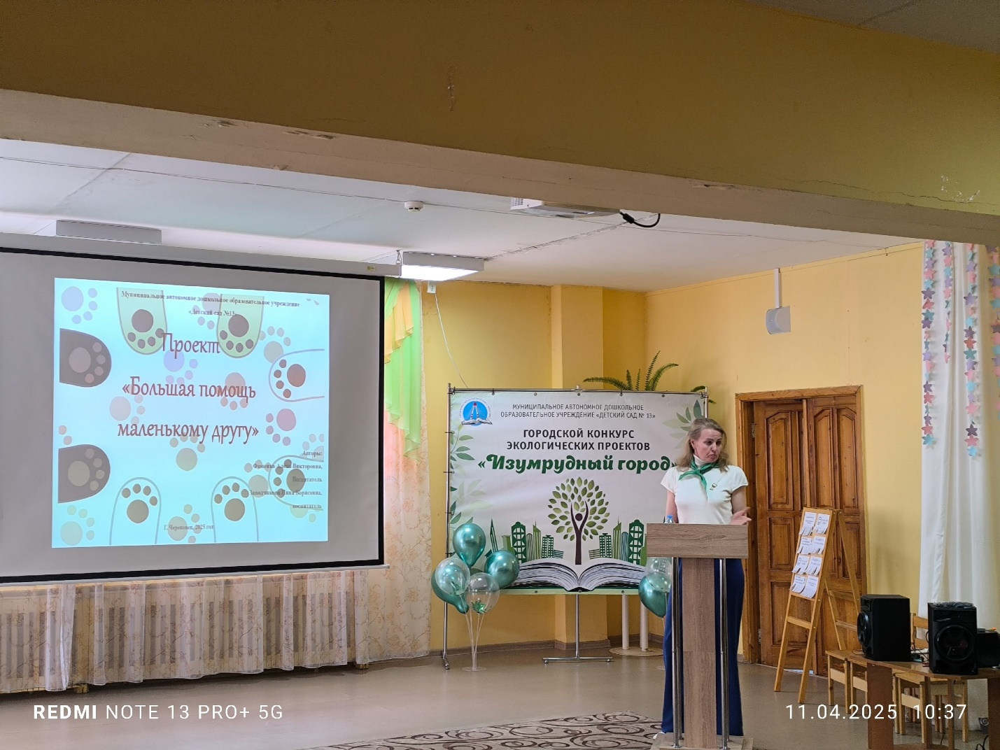 Муниципальное автономное дошкольное образовательное учреждение
«Детский сад №13»
Проект
«Большая помощь
маленькому другу»
Авторы:
Викторовна,
Воспитатель
Борисовна,
воспитатель
Г. Череповец, 2025 год
МУНИЦИПАЛЬНОЕ АВТОНОМНОЕ ДОШКОЛЬНОЕ
ОБРАЗОВАТЕЛЬНОЕ УЧРЕЖДЕНИЕ «ДЕТСКИЙ САД № 13»
ГОРОДСКОЙ КОНКУРС
ЭКОЛОГИЧЕСКИХ ПРОЕКТОВ
«Изумрудный город»
REDMI NOTE 13 PRO+ 5G
11.04.2025 10:37